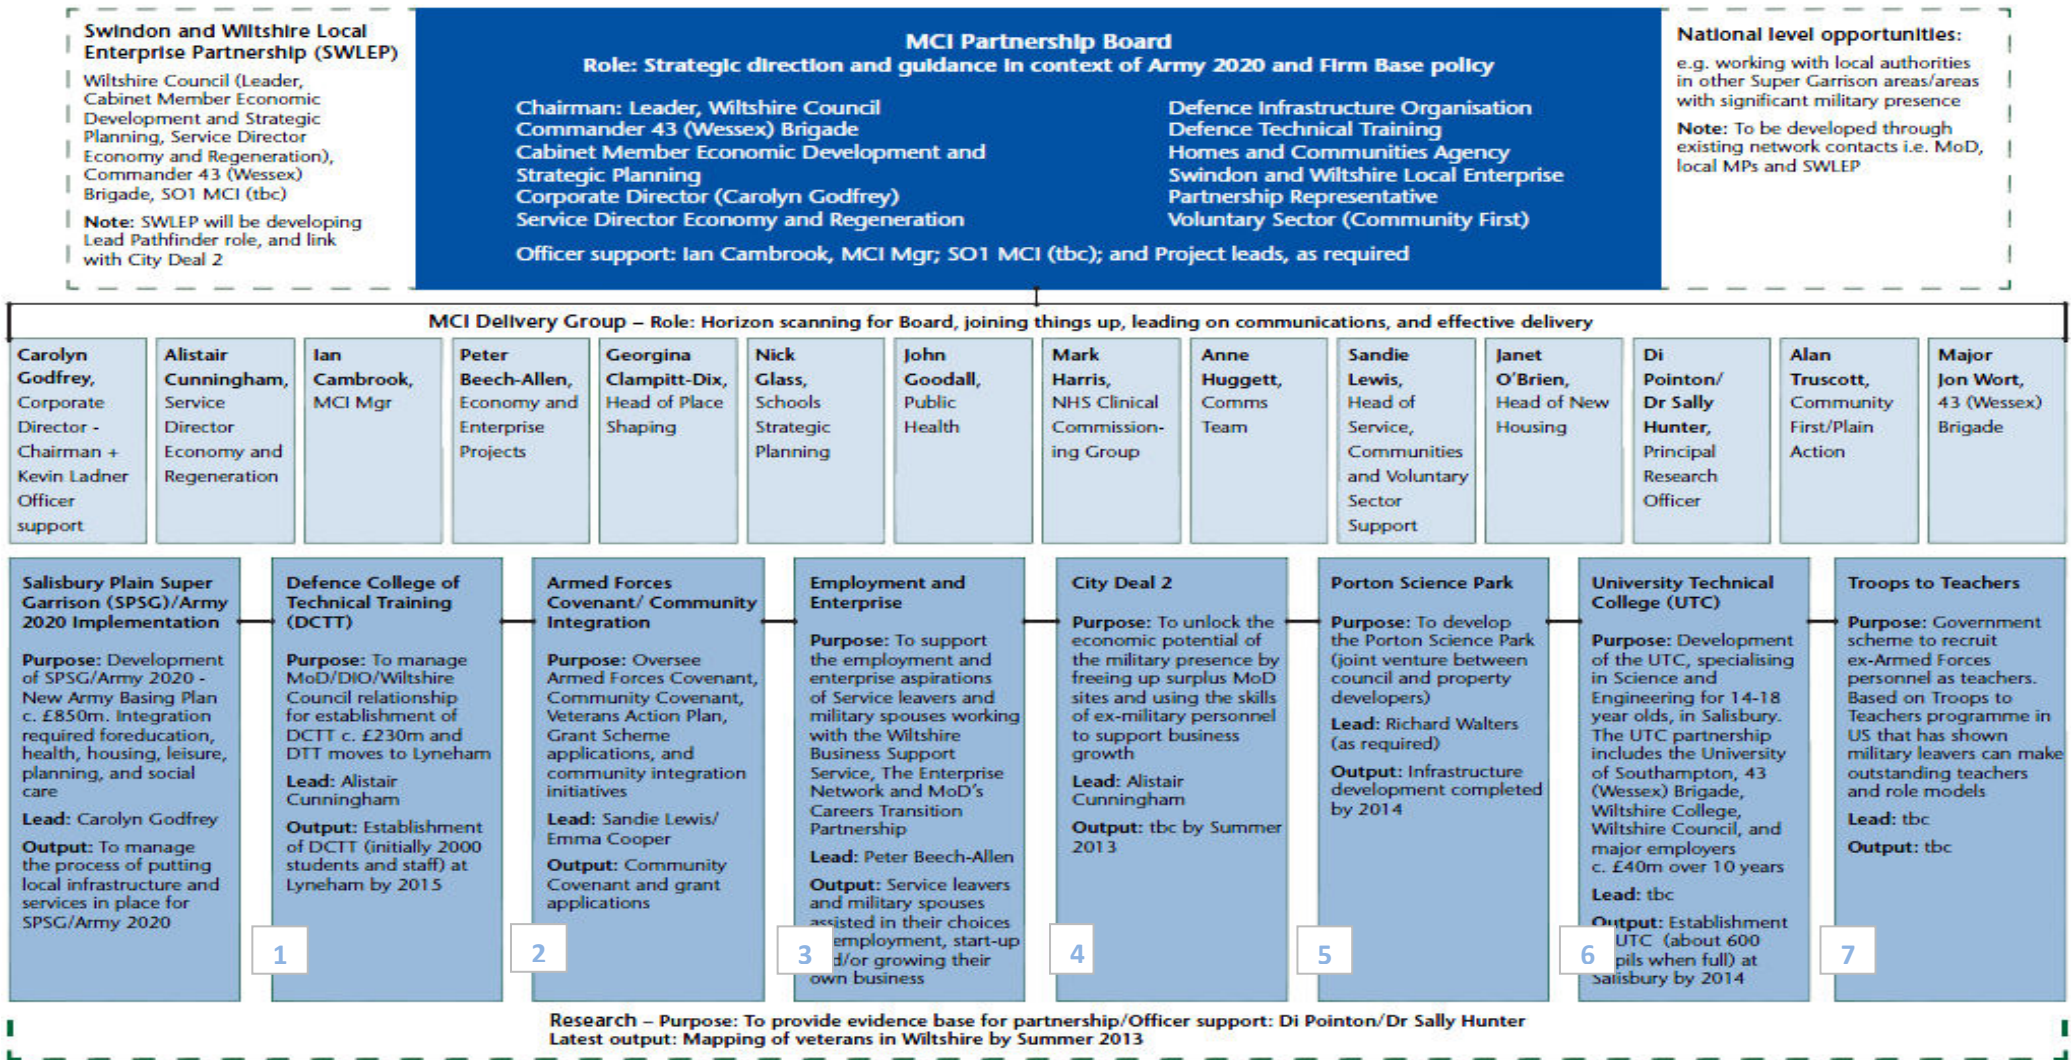 Swindon and Wiltshire Local
Enterprise Partnership (SWLEP)
Wiltshire Council (Leader,
Cabinet Member Economic
Development and Strategic
Planning, Service Director
Economy and Regeneration),
Commander 43 (Wessex)
Brigade, SO1 MCI (tbc)
Note: SWLEP will be developing
Lead Pathfinder role, and link
with City Deal 2
MCI Partnership Board
Role: Strategic direction and guidance in context of Army 2020 and Firm Base policy
Chairman: Leader, Wiltshire Council
Commander 43 (Wessex) Brigade
Cabinet Member Economic Development and
Strategic Planning
Corporate Director (Carolyn Godfrey)
Service Director Economy and Regeneration
Defence Infrastructure Organisation
Defence Technical Training
Homes and Communities Agency
Swindon and Wiltshire Local Enterprise
Partnership Representative
Voluntary Sector (Community First)
Officer support: Ian Cambrook, MCI Mgr; SO1 MCI (tbc); and Project leads, as required
National level opportunities:
e.g. working with local authorities
in other Super Garrison areas/areas
with significant military presence
Note: To be developed through
existing network contacts i.e. MoD,
local MPs and SWLEP
MCI Delivery Group – Role: Horizon scanning for Board, joining things up, leading on communications, and effective delivery
Carolyn
Godfrey,
Corporate
Director -
Chairman +
Kevin Ladner
Officer
support
Alistair
Cunningham,
Service
Director
Economy and
Regeneration
Ian
Cambrook,
MCI Mgr
Peter
Beech-Allen,
Economy and
Enterprise
Projects
Georgina
Clampitt-Dix,
Head of Place
Shaping
Nick
Glass,
Schools
Strategic
Planning
John
Goodall,
Public
Health
Mark
Harris,
NHS Clinical
Commission-
ing Group
Anne
Huggett,
Comms
Team
Sandie
Lewis,
Head of
Service,
Communities
and Voluntary
Sector
Support
Janet
O'Brien,
Head of New
Housing
Di
Pointon/
Dr Sally
Hunter,
Principal
Research
Officer
Alan
Truscott,
Community
First/Plain
Action
Major
Jon Wort,
43 (Wessex)
Brigade
Salisbury Plain Super
Garrison (SPSG)/Army
2020 Implementation
Purpose: Development
of SPSG/Army 2020 -
New Army Basing Plan
c. £850m. Integration
required foreducation,
health, housing, leisure,
planning, and social
care
Lead: Carolyn Godfrey
Output: To manage
the process of putting
local infrastructure and
services in place for
SPSG/Army 2020
1
Defence College of
Technical Training
(DCTT)
Purpose: To manage
MoD/DIO/Wiltshire
Council relationship
for establishment of
DCTT c. £230m and
DTT moves to Lyneham
Lead: Alistair
Cunningham
Output: Establishment
of DCTT (initially 2000
students and staff) at
Lyneham by 2015
2
Armed Forces
Covenant/ Community
Integration
Purpose: Oversee
Armed Forces Covenant,
Community Covenant,
Veterans Action Plan,
Grant Scheme
applications, and
community integration
initiatives
Lead: Sandie Lewis/
Emma Cooper
Output: Community
Covenant and grant
applications
3
Employment and
Enterprise
Purpose: To support
the employment and
enterprise aspirations
of Service leavers and
military spouses working
with the Wiltshire
Business Support
Service, The Enterprise
Network and MoD's
Careers Transition
Partnership
Lead: Peter Beech-Allen
Output: Service leavers
and military spouses
assisted in their choices
employment, start-up
d/or growing their
own business
4
City Deal 2
Purpose: To unlock the
economic potential of
the military presence by
freeing up surplus MoD
sites and using the skills
of ex-military personnel
to support business
growth
Lead: Alistair
Cunningham
Output: tbc by Summer
2013
5
Porton Science Park
Purpose: To develop
the Porton Science Park
(joint venture between
council and property
developers)
Lead: Richard Walters
(as required)
Output: Infrastructure
development completed
by 2014
6
University Technical
College (UTC)
Purpose: Development
of the UTC, specialising
in Science and
Engineering for 14-18
year olds, in Salisbury.
The UTC partnership
includes the University
of Southampton, 43
(Wessex) Brigade,
Wiltshire College,
Wiltshire Council, and
major employers
c. £40m over 10 years
Lead: tbc
Output: Establishment
UTC (about 600
pils when full) at
Salisbury by 2014
7
Troops to Teachers
Purpose: Government
scheme to recruit
ex-Armed Forces
personnel as teachers.
Based on Troops to
Teachers programme in
US that has shown
military leavers can make
outstanding teachers
and role models
Lead: tbc
Output: tbc
Research – Purpose: To provide evidence base for partnership/Officer support: Di Pointon/Dr Sally Hunter
Latest output: Mapping of veterans in Wiltshire by Summer 2013